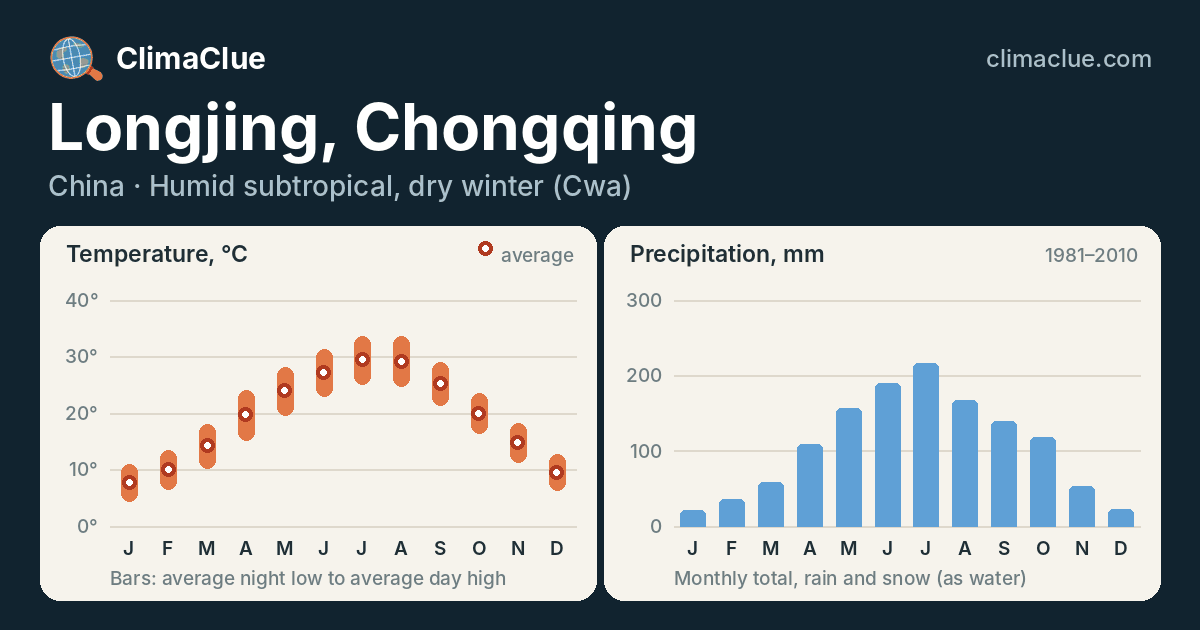 ClimaClue
climaclue.com
Longjing, Chongqing
China · Humid subtropical, dry winter (Cwa)
Temperature, °C
average
40°
30°
20°
10°
0°
J F M A M J J A S O N D
Bars: average night low to average day high
Precipitation, mm
1981–2010
300
200
100
0
J F M A M J J A S O N D
Monthly total, rain and snow (as water)